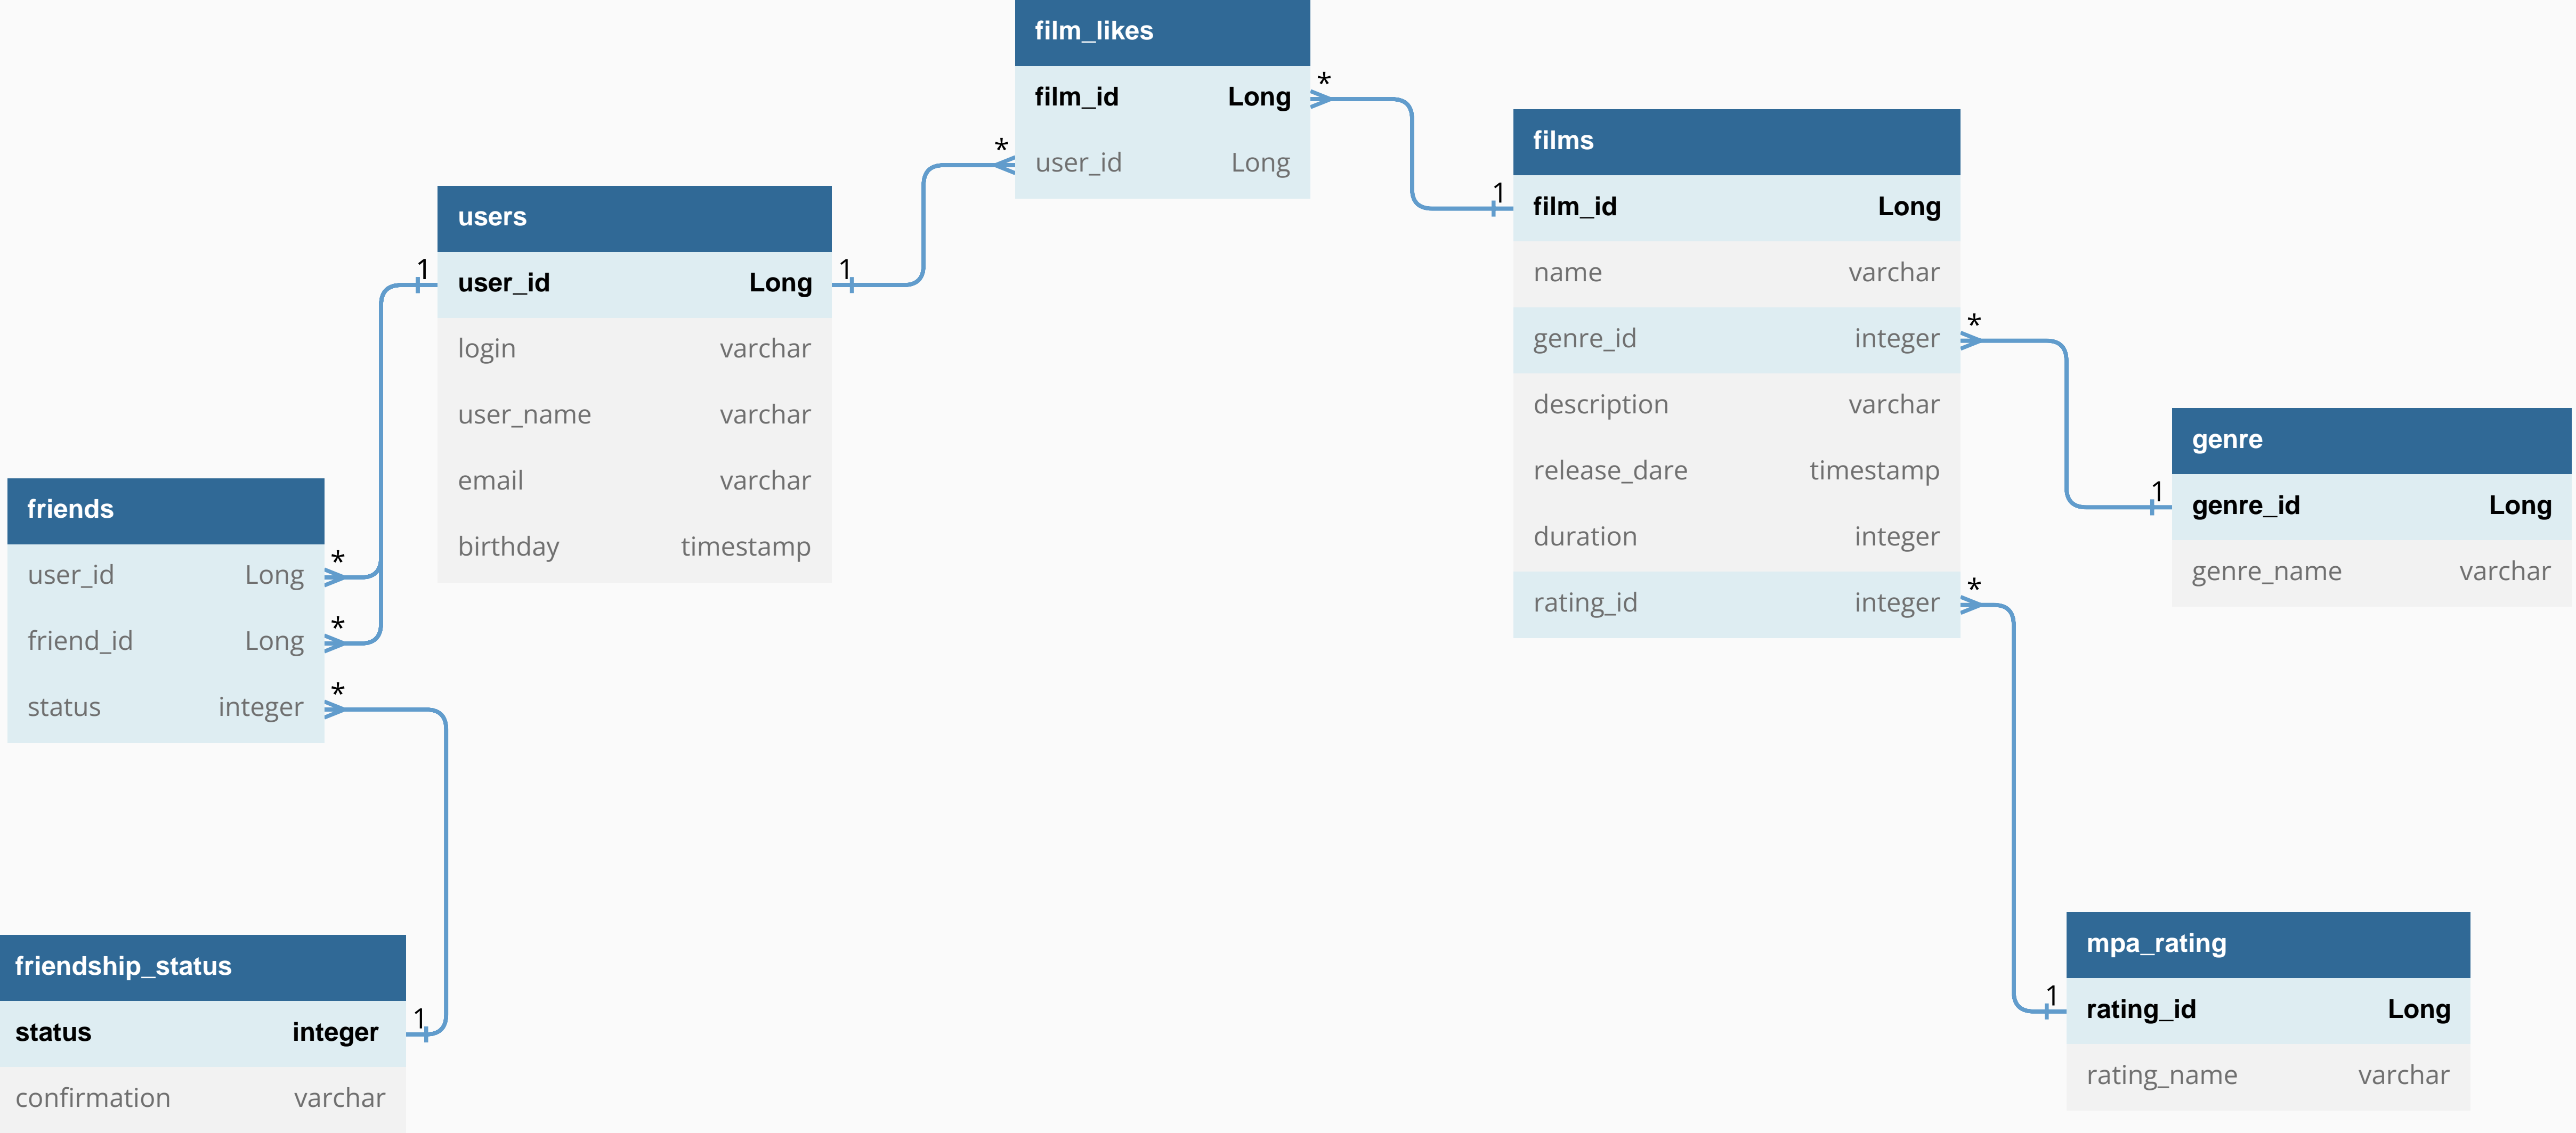 film_likes
film_id Long
user_id Long
*
*
films
film_id Long
name varchar
genre_id integer
description varchar
release_dare timestamp
duration integer
rating_id integer
1
*
*
users
user_id Long
login varchar
user_name varchar
email varchar
birthday timestamp
1
1
genre
genre_id Long
genre_name varchar
1
friends
user_id Long
friend_id Long
status integer
*
*
*
mpa_rating
rating_id Long
rating_name varchar
1
friendship_status
status integer
confirmation varchar
1